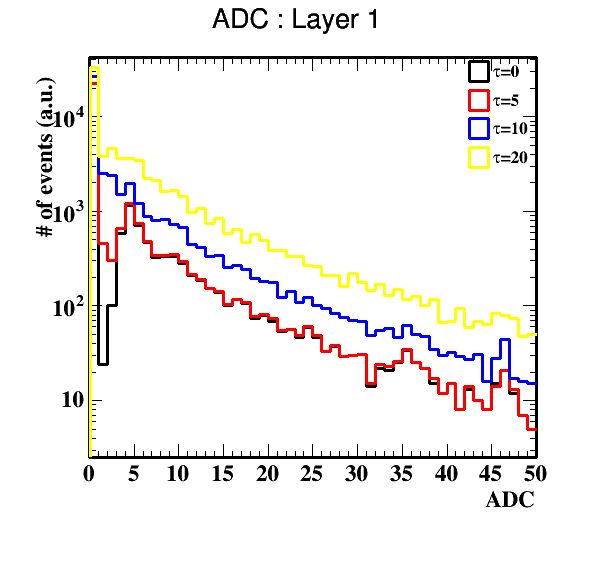 ADC : Layer 1
# of events (a.u.)
τ=0
τ=5
τ=10
τ=20
10⁴
10³
10²
10
0 5 10 15 20 25 30 35 40 45 50
ADC